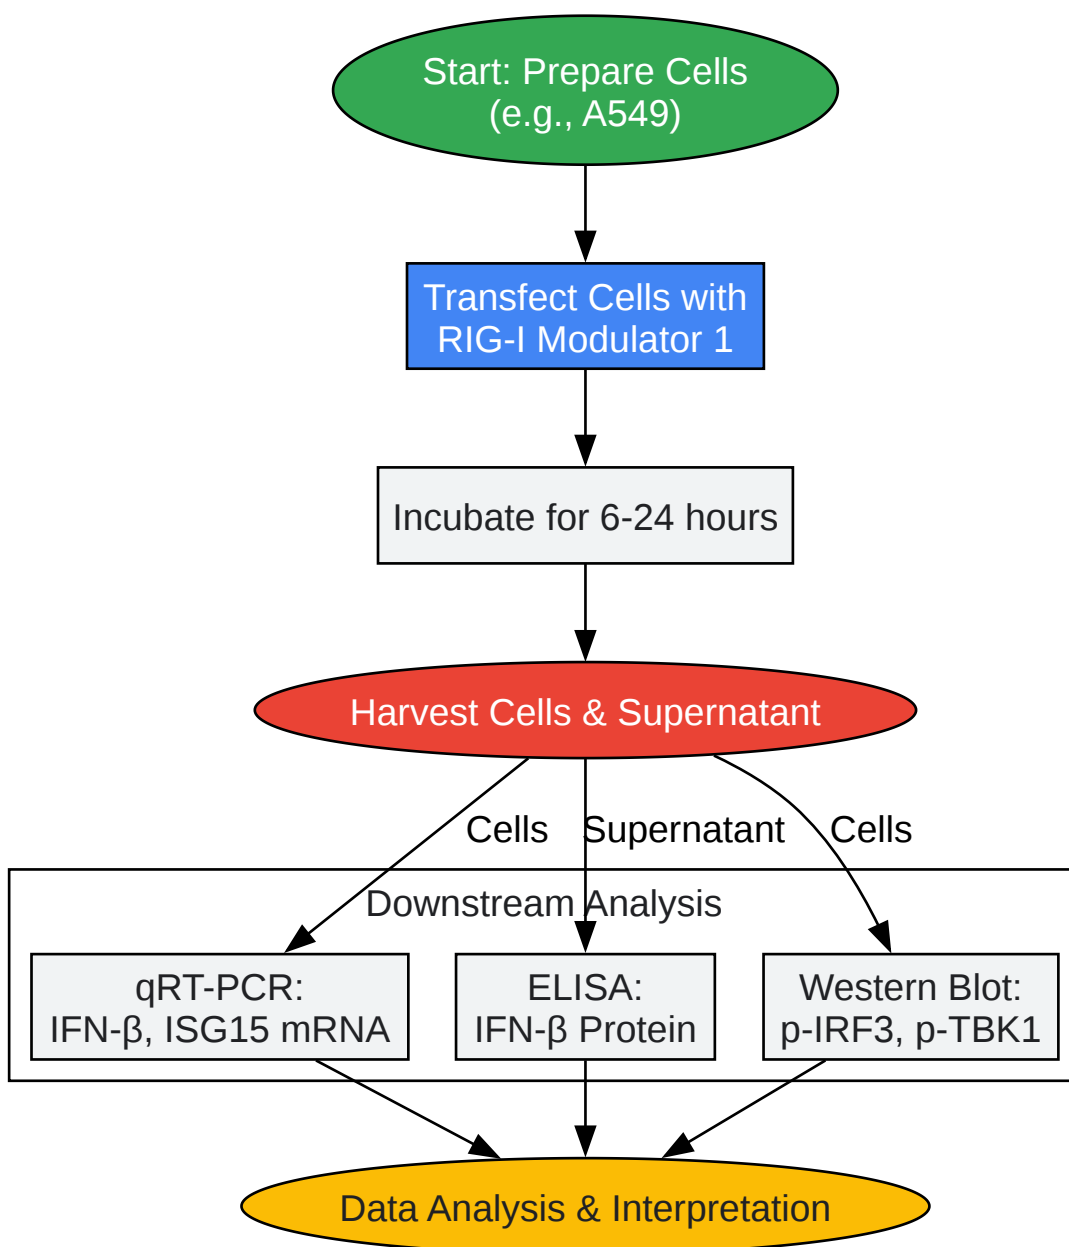 Start: Prepare Cells
(e.g., A549)
Transfect Cells with
RIG-I Modulator 1
Incubate for 6-24 hours
Harvest Cells & Supernatant
Cells
Supernatant
Cells
Downstream Analysis
qRT-PCR:
IFN-β, ISG15 mRNA
ELISA:
IFN-β Protein
Western Blot:
p-IRF3, p-TBK1
Data Analysis & Interpretation